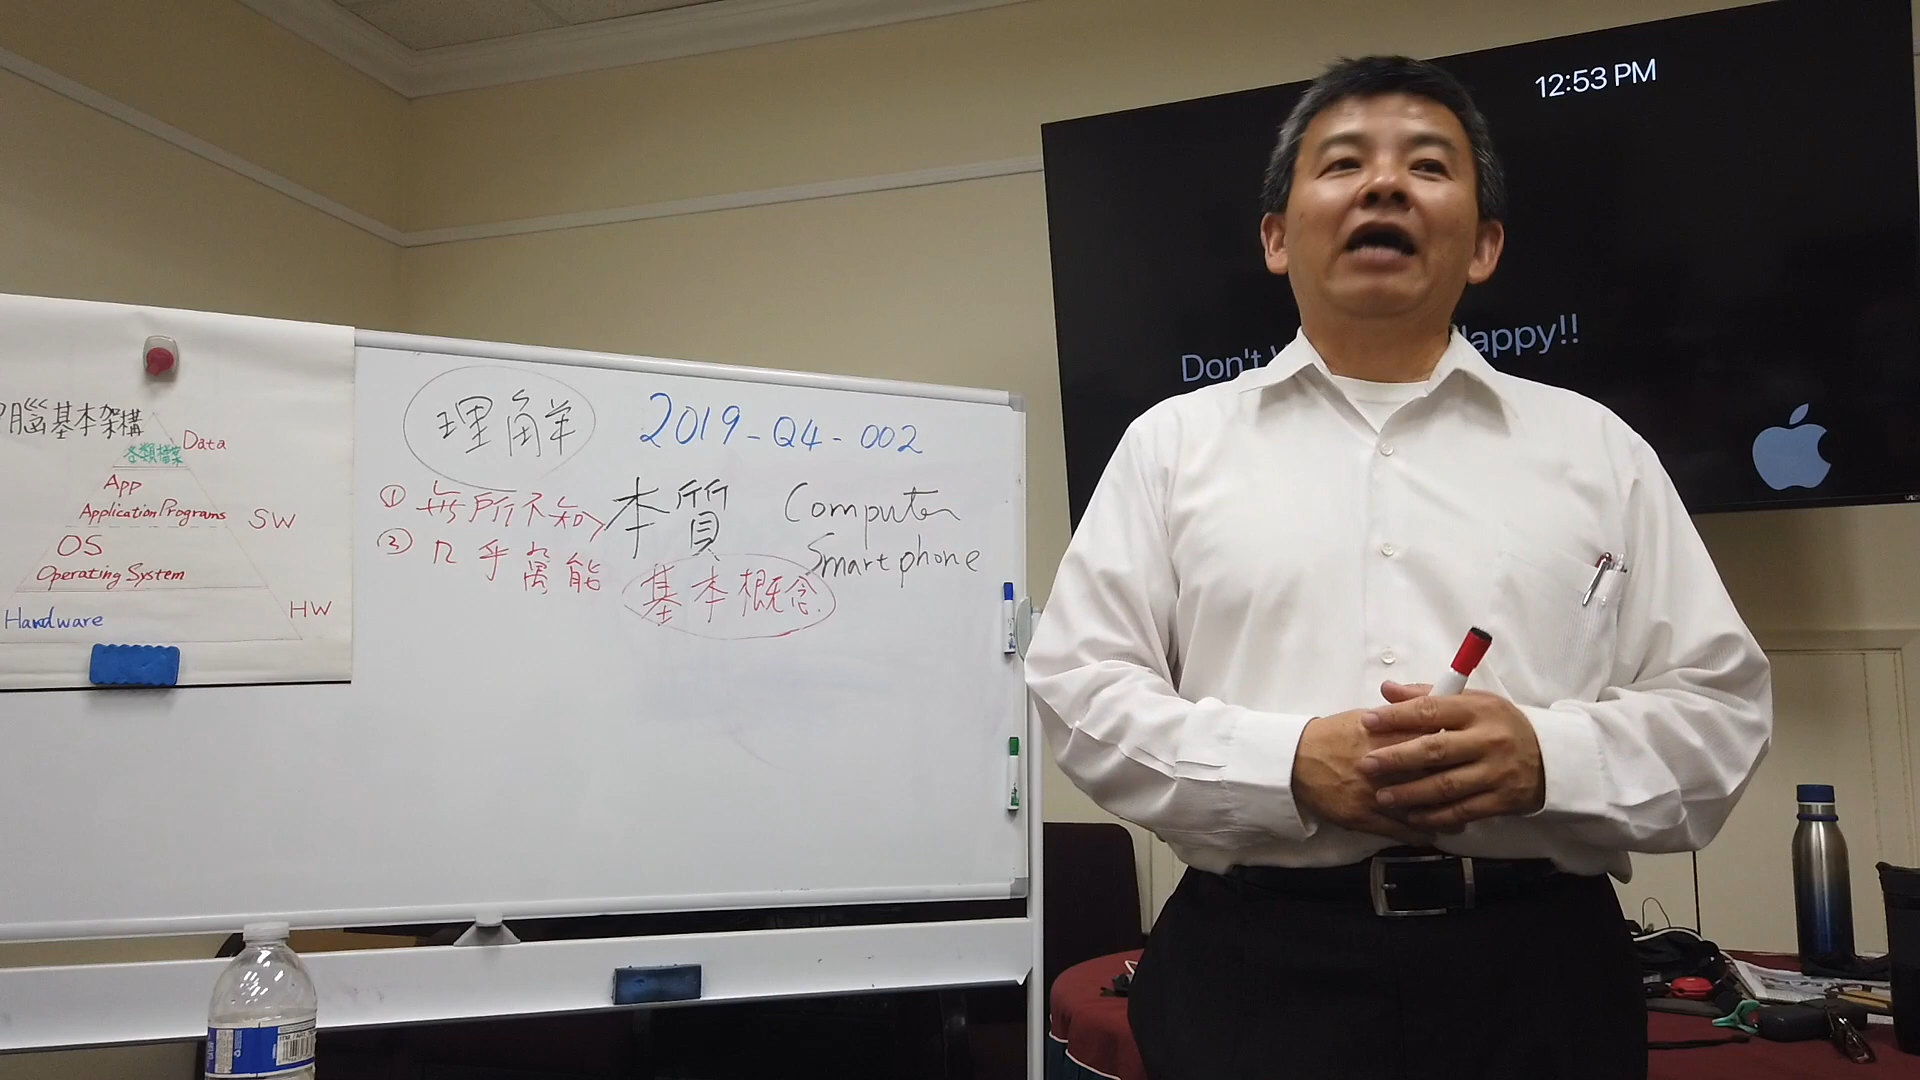 12:53 PM
Don't
appy!!
腦基本架構
各類檔案
Data
App
Application Programs
SW
OS
Operating System
Hardware
HW
理解
2019-Q4-002
① 無所不知
本質
Computer
Smartphone
几乎萬能
基本概念